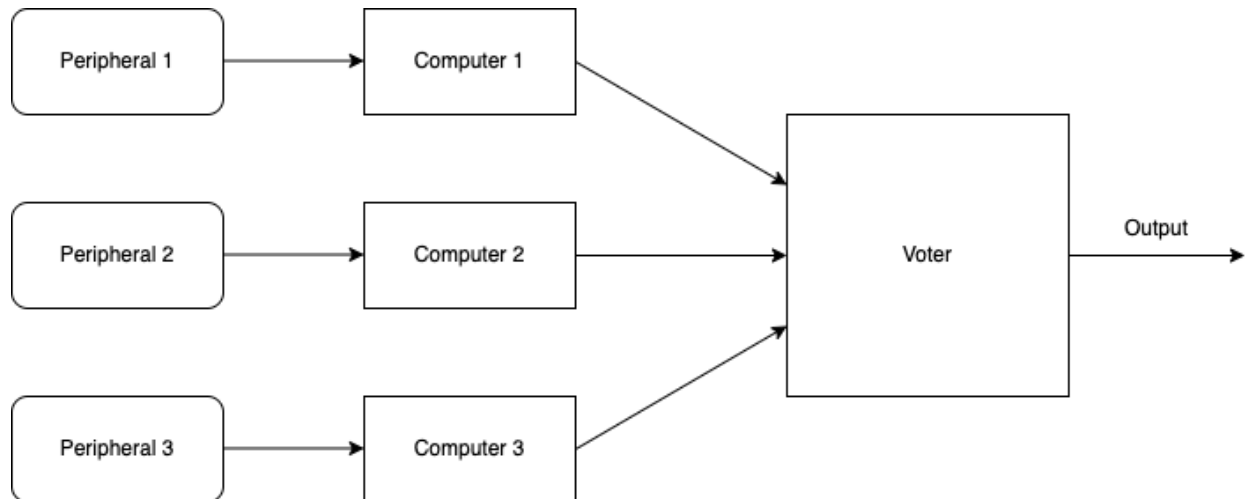 Peripheral 1
Computer 1
Peripheral 2
Computer 2
Voter
Output
Peripheral 3
Computer 3